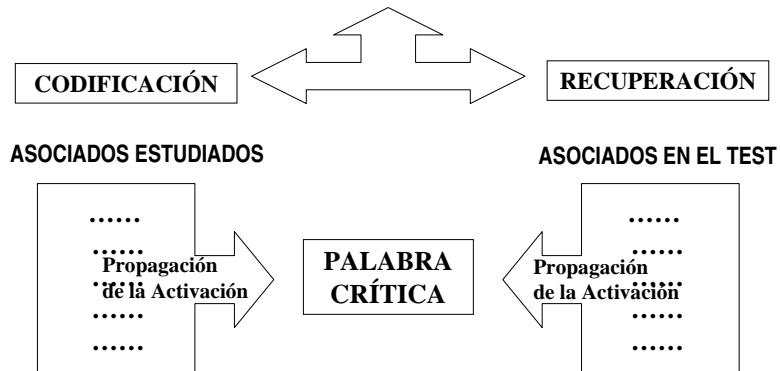 CODIFICACIÓN
RECUPERACIÓN
ASOCIADOS ESTUDIADOS
ASOCIADOS EN EL TEST
......
......
Propagación
......
de la Activación
......
......
PALABRA
CRÍTICA
......
......
Propagación
......
de la Activación
......
......